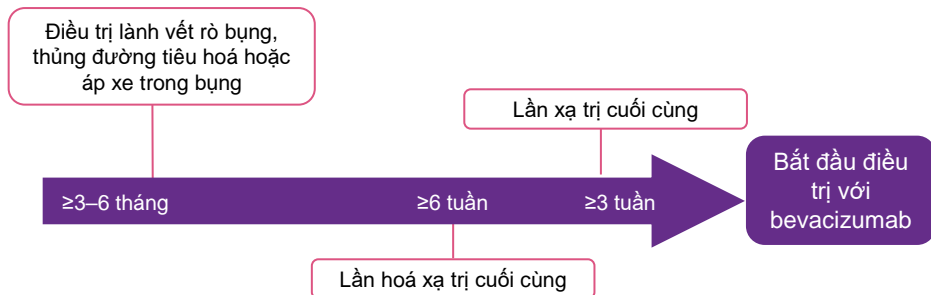 Điều trị lành vết rò bụng,
thủng đường tiêu hoá hoặc
áp xe trong bụng
Lần xạ trị cuối cùng
Bắt đầu điều
trị với
bevacizumab
≥3–6 tháng
≥6 tuần
≥3 tuần
Lần hoá xạ trị cuối cùng